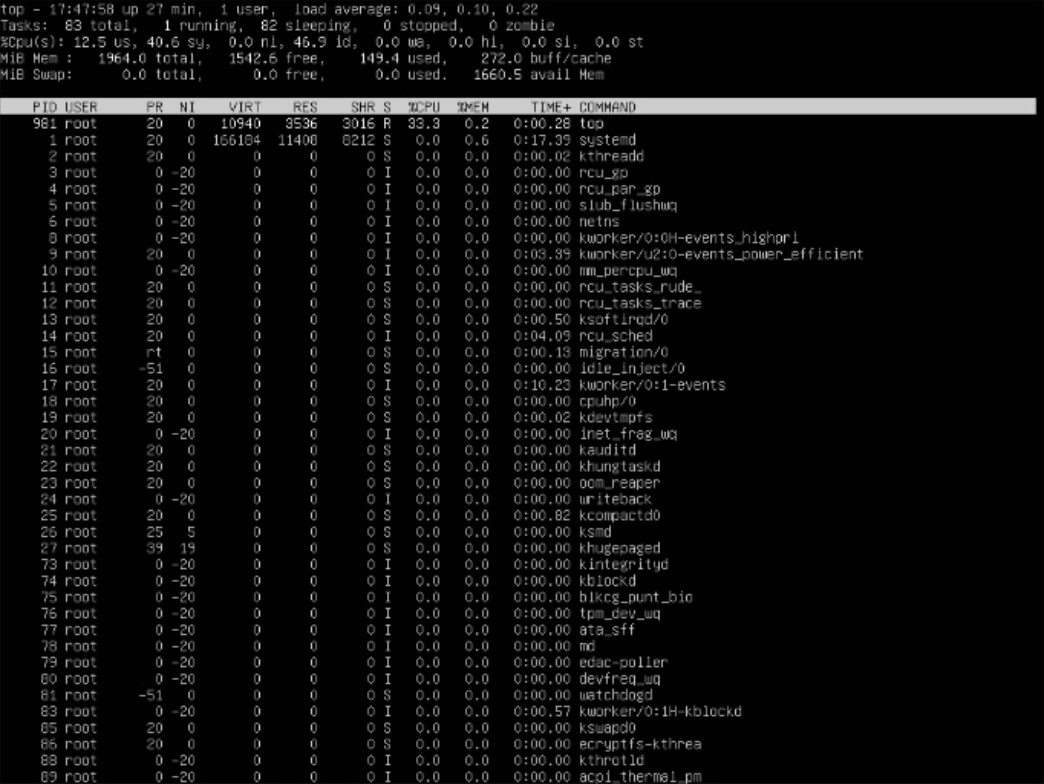 top - 17:47:58 up 27 min,  1 user,  load average: 0.09, 0.10, 0.22
Tasks:  83 total,   1 running,  82 sleeping,   0 stopped,   0 zombie
%Cpu(s): 12.5 us, 40.6 sy,  0.0 ni, 46.9 id,  0.0 wa,  0.0 hi,  0.0 si,  0.0 st
MiB Mem :   1964.0 total,   1542.6 free,    149.4 used,    272.0 buff/cache
MiB Swap:      0.0 total,      0.0 free,      0.0 used.   1660.5 avail Mem
PID USER      PR  NI    VIRT    RES    SHR S  %CPU  %MEM     TIME+ COMMAND
981 root      20   0   10940   3536   3016 R  33.3   0.2   0:00.28 top
1 root      20   0  166184  11408   8212 S   0.0   0.6   0:17.39 systemd
2 root      20   0       0      0      0 S   0.0   0.0   0:00.02 kthreadd
3 root       0 -20       0      0      0 I   0.0   0.0   0:00.00 rcu_gp
4 root       0 -20       0      0      0 I   0.0   0.0   0:00.00 rcu_par_gp
5 root       0 -20       0      0      0 I   0.0   0.0   0:00.00 slub_flushwq
6 root       0 -20       0      0      0 I   0.0   0.0   0:00.00 netns
8 root       0 -20       0      0      0 I   0.0   0.0   0:00.00 kworker/0:0H-events_highpri
9 root      20   0       0      0      0 I   0.0   0.0   0:03.39 kworker/u2:0-events_power_efficient
10 root       0 -20       0      0      0 I   0.0   0.0   0:00.00 mm_percpu_wq
11 root      20   0       0      0      0 S   0.0   0.0   0:00.00 rcu_tasks_rude_
12 root      20   0       0      0      0 S   0.0   0.0   0:00.00 rcu_tasks_trace
13 root      20   0       0      0      0 S   0.0   0.0   0:00.50 ksoftirqd/0
14 root      20   0       0      0      0 I   0.0   0.0   0:04.09 rcu_sched
15 root      rt   0       0      0      0 S   0.0   0.0   0:00.13 migration/0
16 root     -51   0       0      0      0 S   0.0   0.0   0:00.00 idle_inject/0
17 root      20   0       0      0      0 I   0.0   0.0   0:10.23 kworker/0:1-events
18 root      20   0       0      0      0 S   0.0   0.0   0:00.00 cpuhp/0
19 root      20   0       0      0      0 S   0.0   0.0   0:00.02 kdevtmpfs
20 root       0 -20       0      0      0 I   0.0   0.0   0:00.00 inet_frag_wq
21 root      20   0       0      0      0 S   0.0   0.0   0:00.00 kauditd
22 root      20   0       0      0      0 S   0.0   0.0   0:00.00 khungtaskd
23 root      20   0       0      0      0 S   0.0   0.0   0:00.00 oom_reaper
24 root       0 -20       0      0      0 I   0.0   0.0   0:00.00 writeback
25 root      20   0       0      0      0 S   0.0   0.0   0:00.82 kcompactd0
26 root      25   5       0      0      0 S   0.0   0.0   0:00.00 ksmd
27 root      39  19       0      0      0 S   0.0   0.0   0:00.00 khugepaged
73 root       0 -20       0      0      0 I   0.0   0.0   0:00.00 kintegrityd
74 root       0 -20       0      0      0 I   0.0   0.0   0:00.00 kblockd
75 root       0 -20       0      0      0 I   0.0   0.0   0:00.00 blkcg_punt_bio
76 root       0 -20       0      0      0 I   0.0   0.0   0:00.00 tpm_dev_wq
77 root       0 -20       0      0      0 I   0.0   0.0   0:00.00 ata_sff
78 root       0 -20       0      0      0 I   0.0   0.0   0:00.00 md
79 root       0 -20       0      0      0 I   0.0   0.0   0:00.00 edac-poller
80 root       0 -20       0      0      0 I   0.0   0.0   0:00.00 devfreq_wq
81 root     -51   0       0      0      0 S   0.0   0.0   0:00.00 watchdogd
83 root       0 -20       0      0      0 I   0.0   0.0   0:00.57 kworker/0:1H-kblockd
85 root      20   0       0      0      0 S   0.0   0.0   0:00.00 kswapd0
86 root      20   0       0      0      0 S   0.0   0.0   0:00.00 ecryptfs-kthrea
88 root       0 -20       0      0      0 I   0.0   0.0   0:00.00 kthrotld
89 root       0 -20       0      0      0 I   0.0   0.0   0:00.00 acpi_thermal_pm